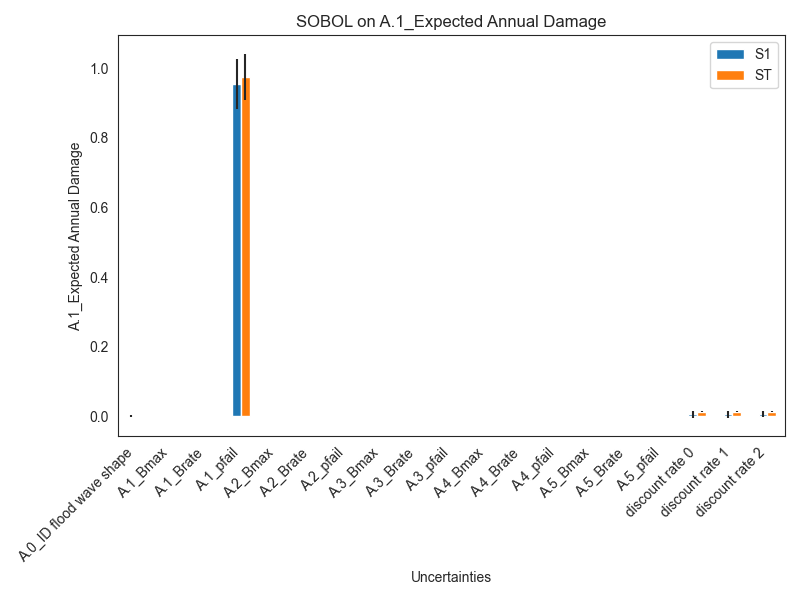 SOBOL on A.1_Expected Annual Damage
S1
ST
A.1_Expected Annual Damage
1.0
0.8
0.6
0.4
0.2
0.0
A.0_ID flood wave shape
A.1_Bmax
A.1_Brate
A.1_pfail
A.2_Bmax
A.2_Brate
A.2_pfail
A.3_Bmax
A.3_Brate
A.3_pfail
A.4_Bmax
A.4_Brate
A.4_pfail
A.5_Bmax
A.5_Brate
A.5_pfail
discount rate 0
discount rate 1
discount rate 2
Uncertainties